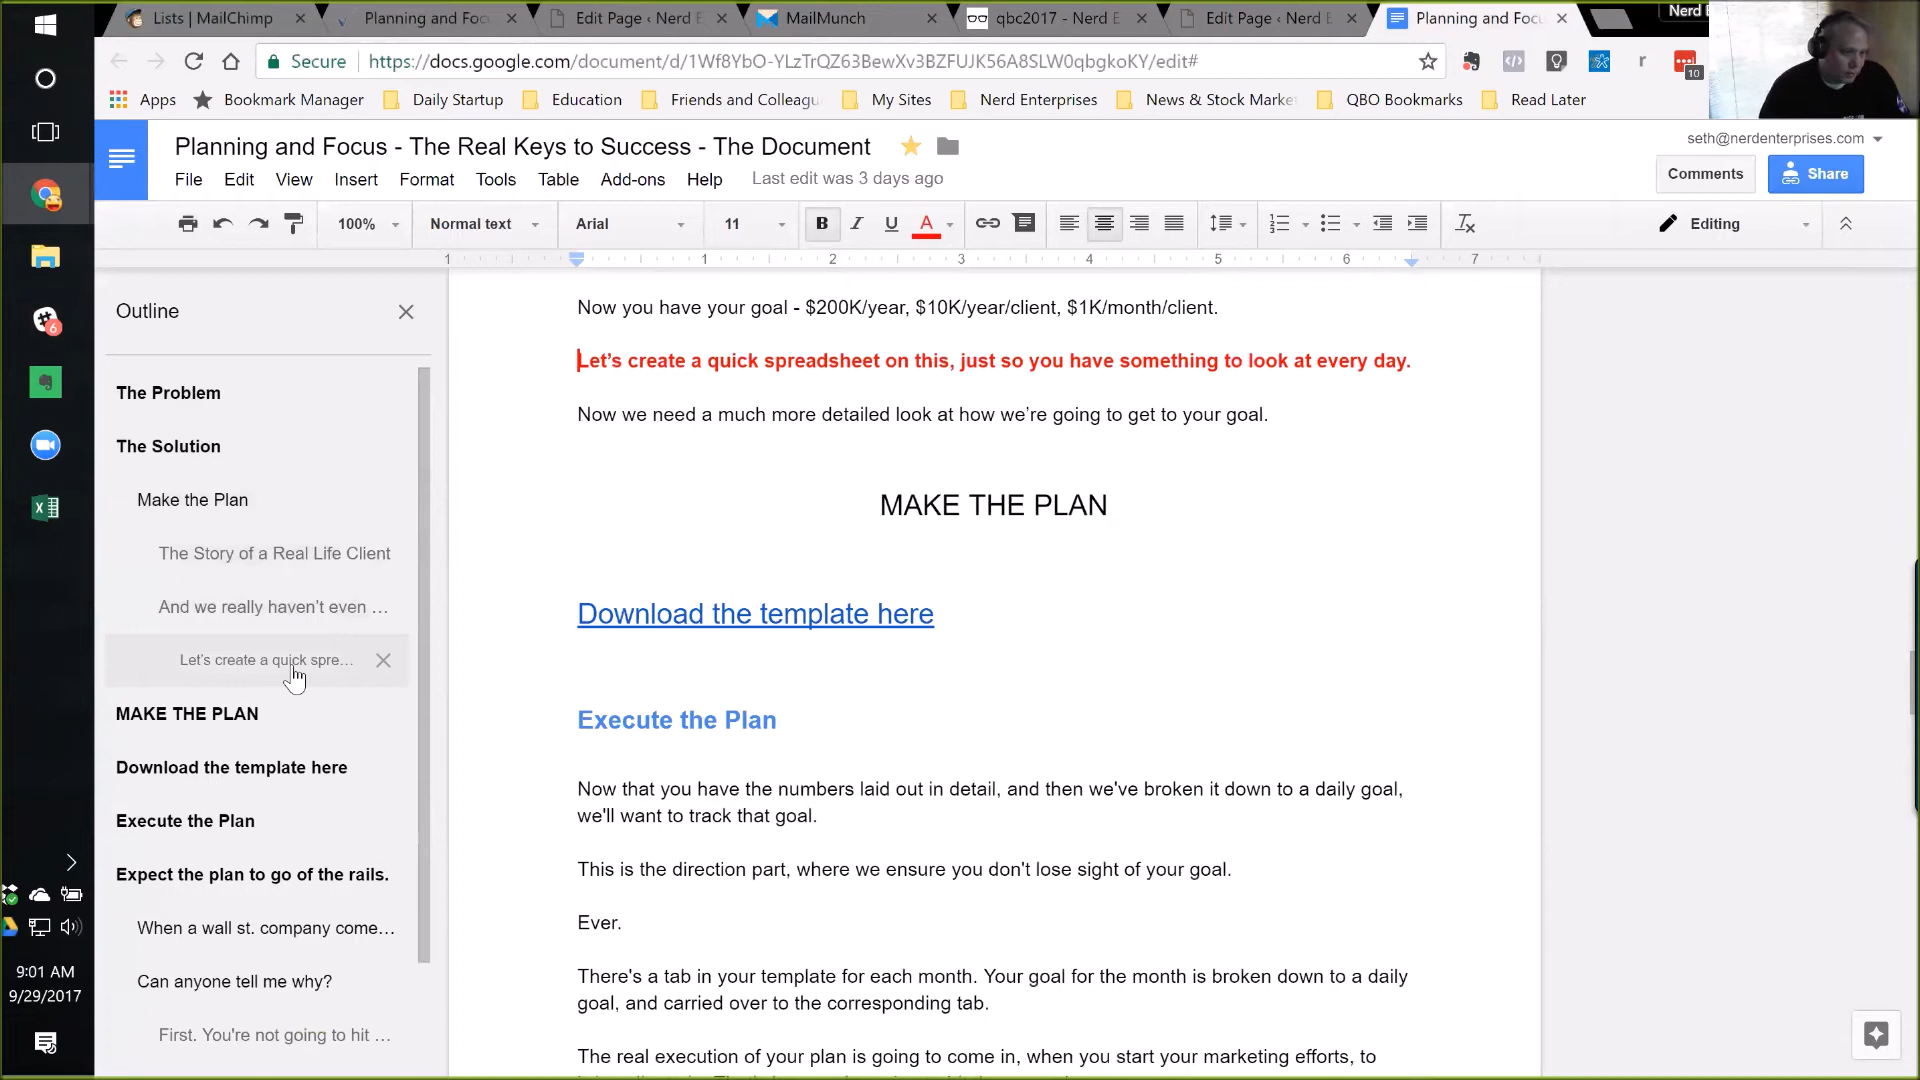 Lists | MailChimp
Planning and Foc
Edit Page ‹ Nerd E
MailMunch
qbc2017 - Nerd E
Edit Page ‹ Nerd E
Planning and Focu
Nerd
Secure
https://docs.google.com/document/d/1Wf8YbO-YLzTrQZ63BewXv3BZFUJK56A8SLW0qbgkoKY/edit#
r
10
Apps
Bookmark Manager
Daily Startup
Education
Friends and Colleagu
My Sites
Nerd Enterprises
News & Stock Market
QBO Bookmarks
Read Later
Planning and Focus - The Real Keys to Success - The Document
seth@nerdenterprises.com
File Edit View Insert Format Tools Table Add-ons Help Last edit was 3 days ago
Comments
Share
100% Normal text Arial 11 B I U A Editing
1 1 2 3 4 5 6 7
Outline
The Problem
The Solution
Make the Plan
The Story of a Real Life Client
And we really haven’t even …
Let’s create a quick spre…
MAKE THE PLAN
Download the template here
Execute the Plan
Expect the plan to go of the rails.
When a wall st. company come…
Can anyone tell me why?
First. You're not going to hit …
Now you have your goal - $200K/year, $10K/year/client, $1K/month/client.
Let’s create a quick spreadsheet on this, just so you have something to look at every day.
Now we need a much more detailed look at how we’re going to get to your goal.
MAKE THE PLAN
Download the template here
Execute the Plan
Now that you have the numbers laid out in detail, and then we've broken it down to a daily goal,
we'll want to track that goal.
This is the direction part, where we ensure you don't lose sight of your goal.
Ever.
There's a tab in your template for each month. Your goal for the month is broken down to a daily
goal, and carried over to the corresponding tab.
The real execution of your plan is going to come in, when you start your marketing efforts, to
6
9:01 AM
9/29/2017